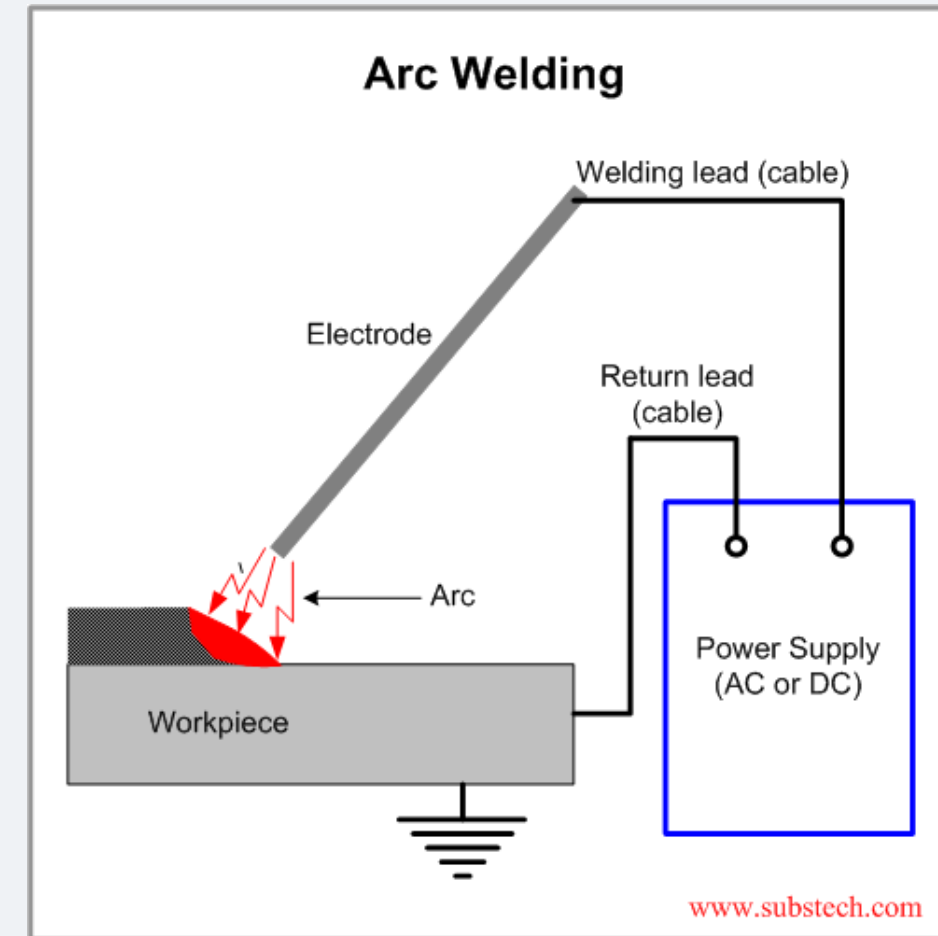 Arc Welding
Welding lead (cable)
Electrode
Return lead
(cable)
Arc
Power Supply
(AC or DC)
Workpiece
www.substech.com